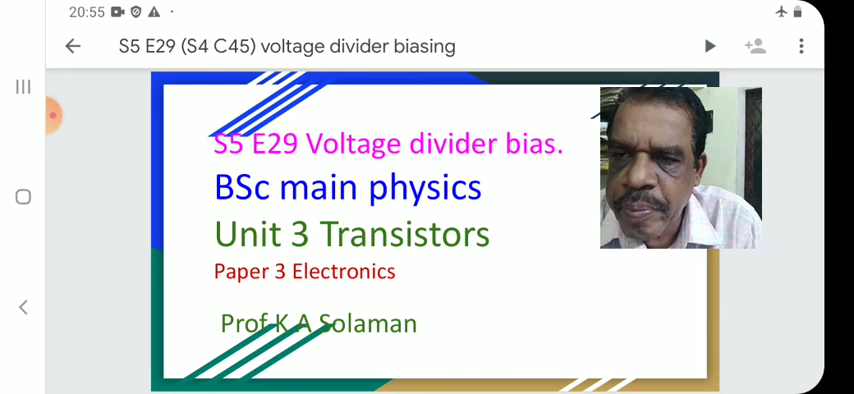 20:55
S5 E29 (S4 C45) voltage divider biasing
S5 E29 Voltage divider bias.
BSc main physics
Unit 3 Transistors
Paper 3 Electronics
Prof K A Solaman